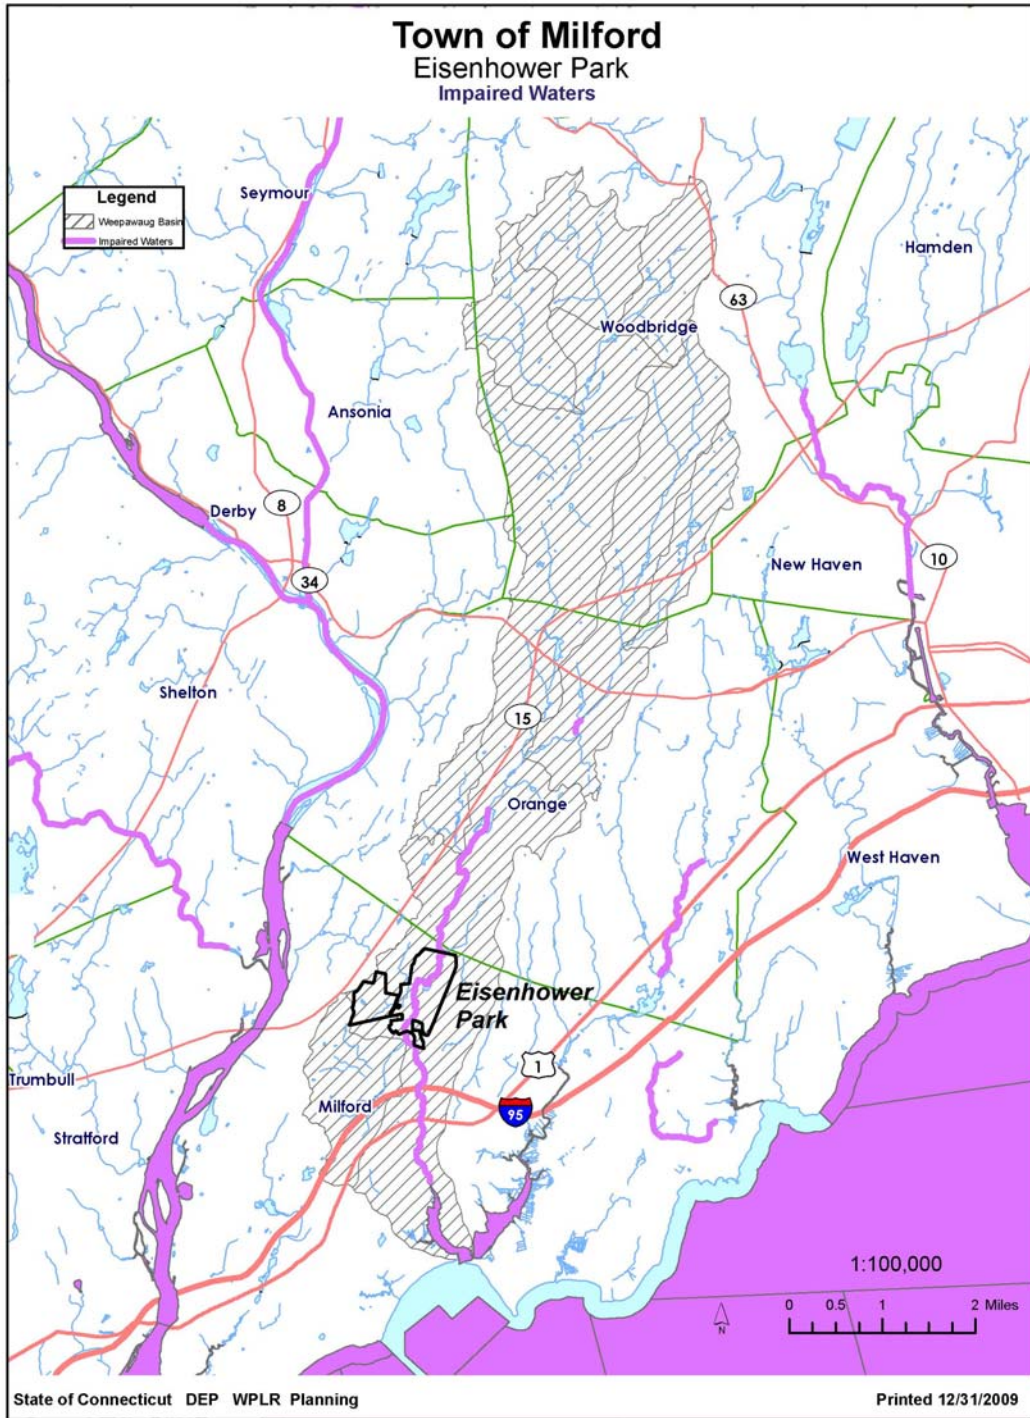 Town of Milford
Eisenhower Park
Impaired Waters
Legend
Weepawaug Basin
Impaired Waters
Seymour
Hamden
63
Woodbridge
Ansonia
8
Derby
10
New Haven
34
Shelton
15
Orange
West Haven
Eisenhower
Park
1
Trumbull
Milford
95
Stratford
1:100,000
0 0.5 1 2 Miles
N
State of Connecticut DEP WPLR Planning
Printed 12/31/2009